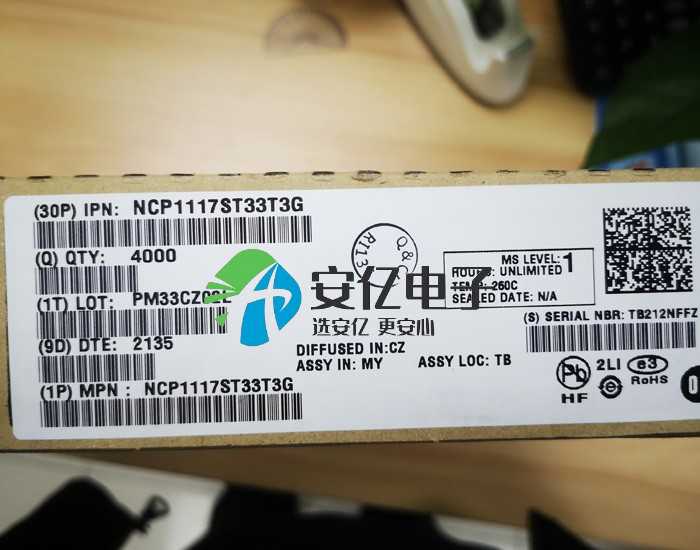 (30P) IPN: NCP1117ST33T3G
(Q) QTY: 4000
(1T) LOT:
(9D) DTE: 2135
(1P) MPN : NCP1117ST33T3G
Q&
RI13
MS LEVEL: 1
HOURS: UNLIMITED
TEMP: 260C
SEALED DATE: N/A
(S) SERIAL NBR: TB212NFFZ
DIFFUSED IN:CZ
ASSY IN: MY
ASSY LOC: TB
Pb
HF
2LI
e3
RoHS
安亿电子
选安亿 更安心